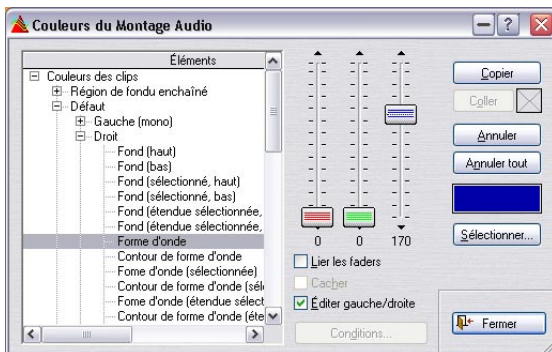 Couleurs du Montage Audio
Éléments
Couleurs des clips
Région de fondu enchaîné
Défaut
Gauche (mono)
Droit
Fond (haut)
Fond (bas)
Fond (sélectionné, haut)
Fond (sélectionné, bas)
Fond (étendue sélectionnée,
Fond (étendue sélectionnée,
Forme d'onde
Contour de forme d'onde
Fome d'onde (sélectionnée)
Contour de forme d'onde (séle
Fome d'onde (étendue sélect
Contour de forme d'onde (éte
0 0 170
Lier les faders
Cacher
Éditer gauche/droite
Conditions...
Copier
Coller
Annuler
Annuler tout
Sélectionner...
Fermer